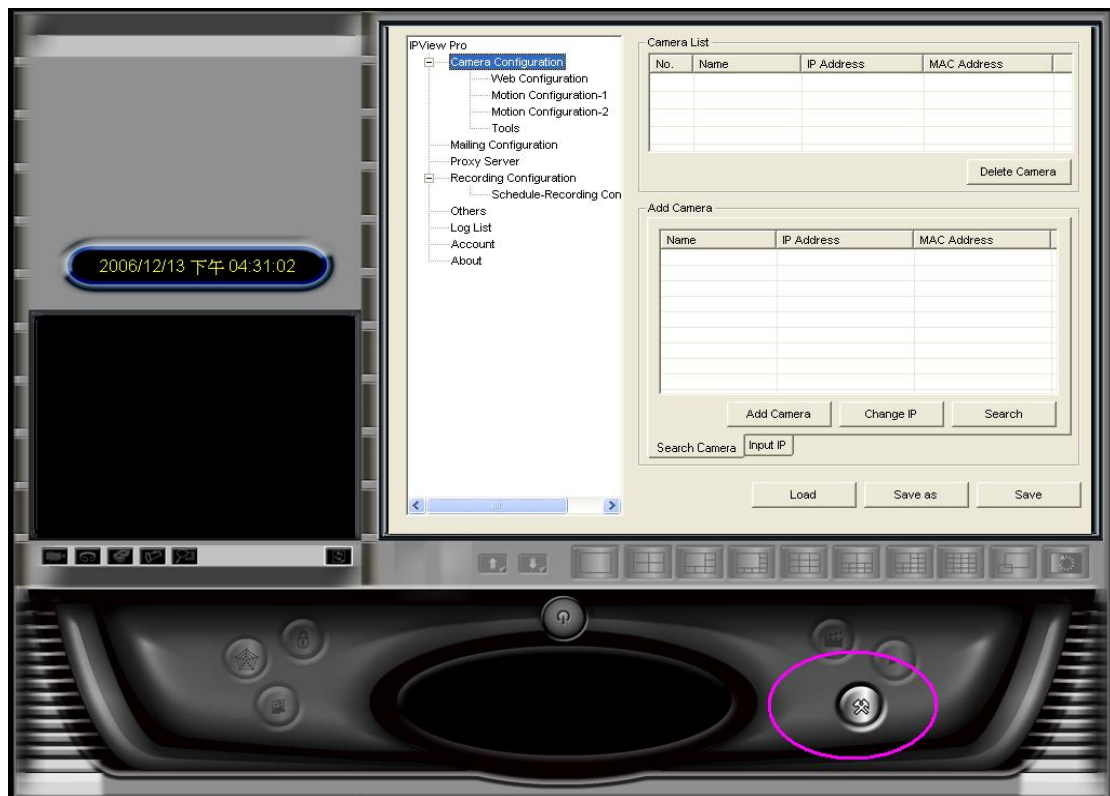 2006/12/13 下午 04:31:02
IPView Pro
Camera Configuration
Web Configuration
Motion Configuration-1
Motion Configuration-2
Tools
Mailing Configuration
Proxy Server
Recording Configuration
Schedule-Recording Con
Others
Log List
Account
About
Camera List
No. Name IP Address MAC Address
Delete Camera
Add Camera
Name IP Address MAC Address
Add Camera Change IP Search
Search Camera Input IP
Load Save as Save